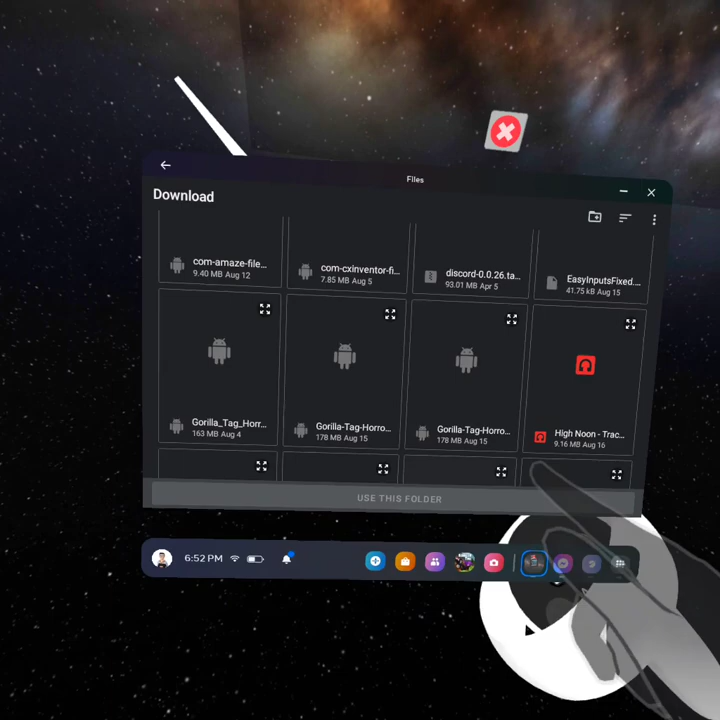 Files
Download
com-amaze-file...
9.40 MB Aug 12
com-cxinventor-fi...
7.85 MB Aug 5
discord-0.0.26.ta...
93.01 MB Apr 5
EasyInputsFixed....
41.75 kB Aug 15
Gorilla_Tag_Horr...
163 MB Aug 4
Gorilla-Tag-Horro...
178 MB Aug 15
Gorilla-Tag-Horro...
178 MB Aug 15
High Noon - Trac...
9.16 MB Aug 16
USE THIS FOLDER
6:52 PM